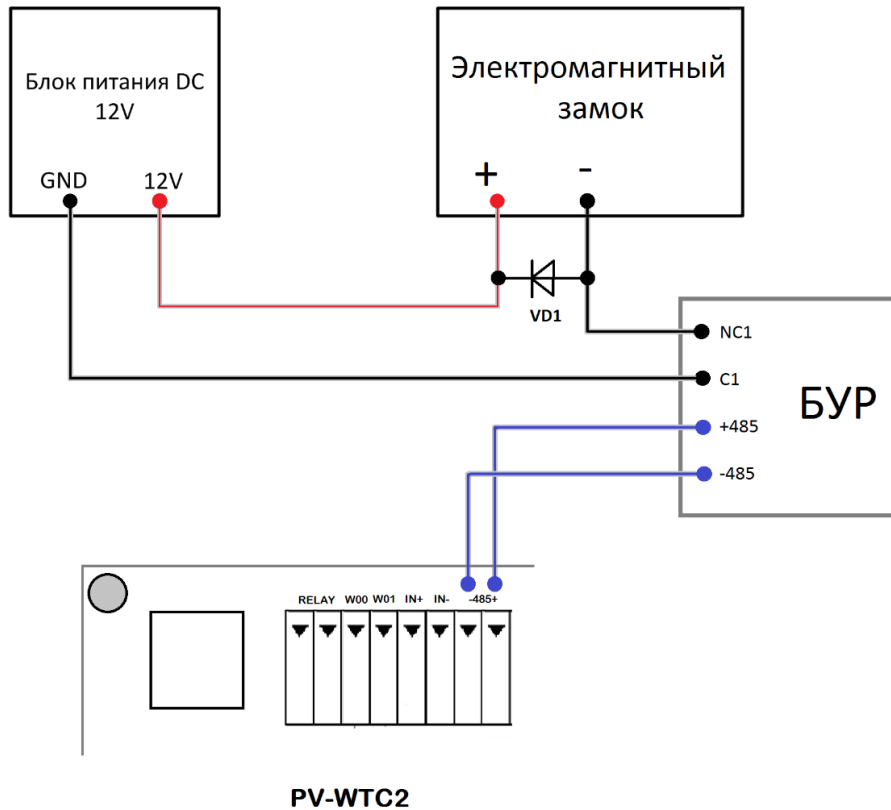 Блок питания DC
12V
GND
12V
Электромагнитный
замок
+
-
VD1
NC1
C1
+485
-485
БУР
RELAY W00 W01 IN+ IN- -485+
PV-WTC2